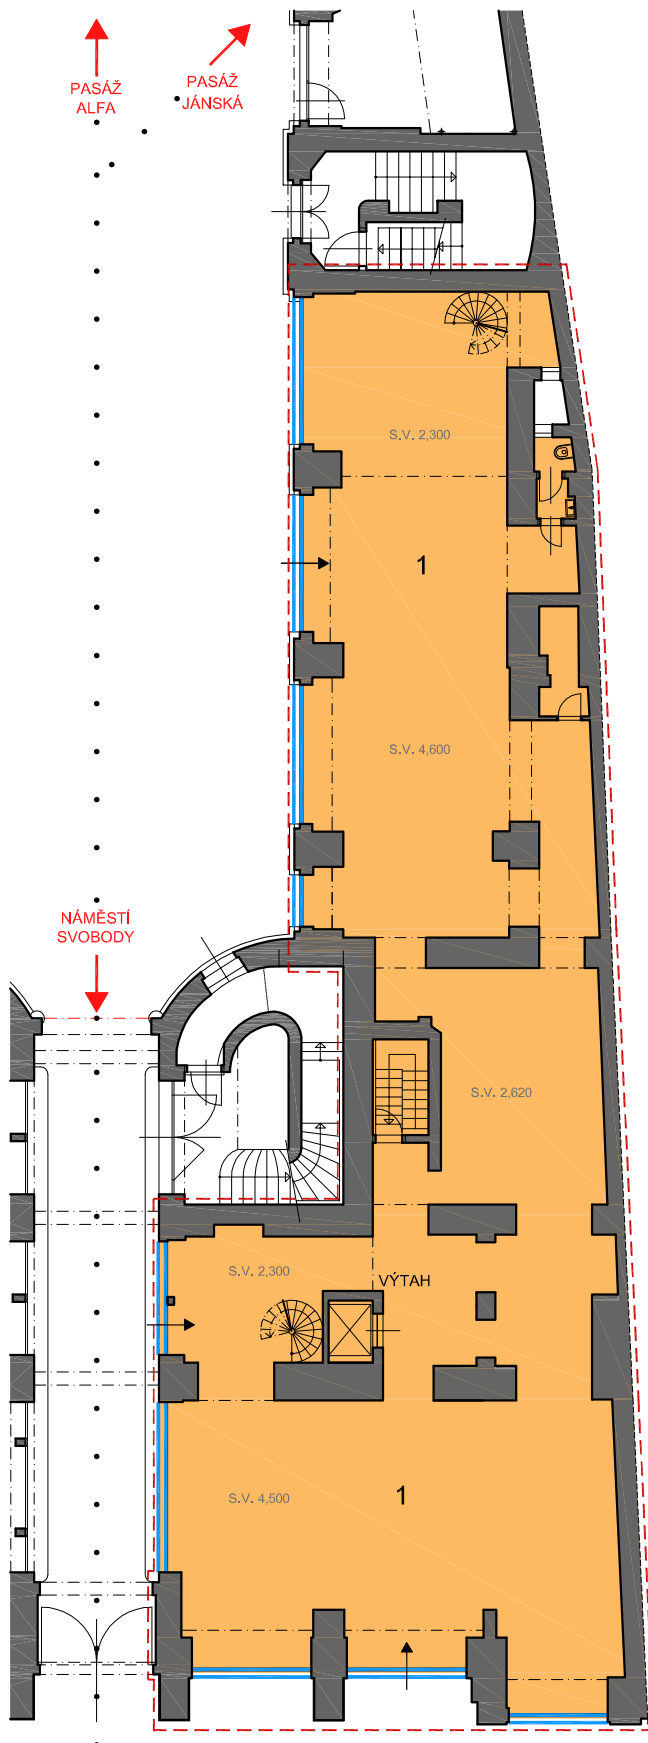 PASÁŽ
ALFA
PASÁŽ
JÁNSKÁ
S.V. 2,300
1
S.V. 4,600
NÁMĚSTÍ
SVOBODY
S.V. 2,620
S.V. 2,300
VÝTAH
S.V. 4,500
1